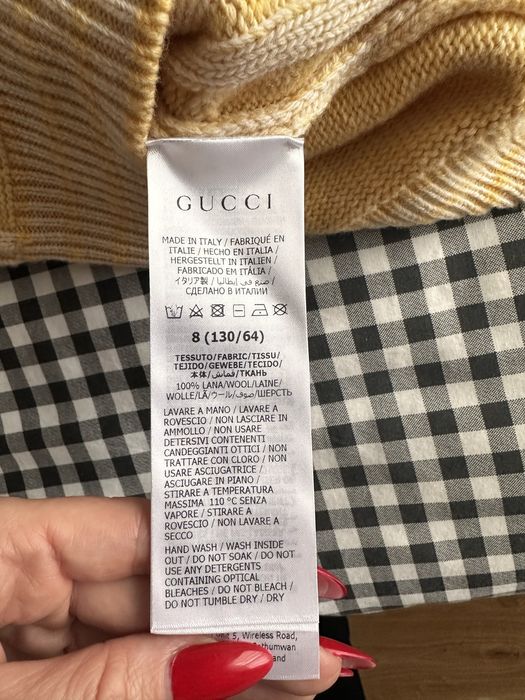 GUCCI
MADE IN ITALY / FABRIQUÉ EN
ITALIE / HECHO EN ITALIA /
HERGESTELLT IN ITALIEN /
FABRICADO EM ITÁLIA /
イタリア製 / صنع في إيطاليا /
СДЕЛАНО В ИТАЛИИ
8 (130/64)
TESSUTO/FABRIC/TISSU/
TEJIDO/GEWEBE/TECIDO/
本体/قماش/ТКАНЬ
100% LANA/WOOL/LAINE/
WOLLE/LÃ/ウール/صوف/ШЕРСТЬ
LAVARE A MANO / LAVARE A
ROVESCIO / NON LASCIARE IN
AMMOLLO / NON USARE
DETERSIVI CONTENENTI
CANDEGGIANTI OTTICI / NON
TRATTARE CON CLORO / NON
USARE ASCIUGATRICE /
ASCIUGARE IN PIANO /
STIRARE A TEMPERATURA
MASSIMA 110 °C SENZA
VAPORE / STIRARE A
ROVESCIO / NON LAVARE A
SECCO
HAND WASH / WASH INSIDE
OUT / DO NOT SOAK / DO NOT
USE ANY DETERGENTS
CONTAINING OPTICAL
BLEACHES / DO NOT BLEACH /
DO NOT TUMBLE DRY / DRY
5, Wireless Road,